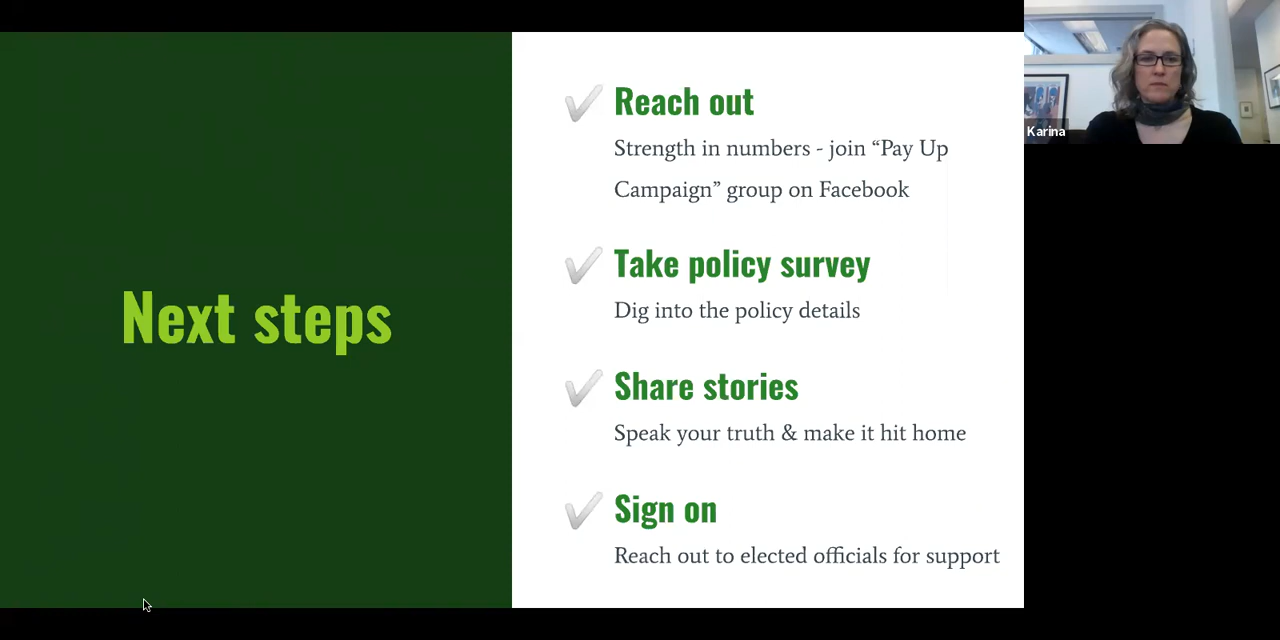 Next steps
Reach out
Strength in numbers - join “Pay Up
Campaign” group on Facebook
Take policy survey
Dig into the policy details
Share stories
Speak your truth & make it hit home
Sign on
Reach out to elected officials for support
Karina